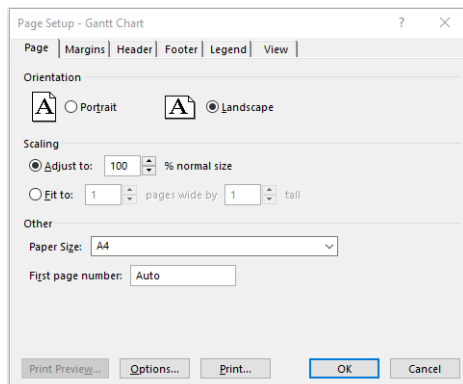 Page Setup - Gantt Chart ? ×
Page Margins Header Footer Legend View
Orientation
A Portrait A Landscape
Scaling
Adjust to: 100 % normal size
Fit to: 1 pages wide by 1 tall
Other
Paper Size: A4
First page number: Auto
Print Preview... Options... Print... OK Cancel